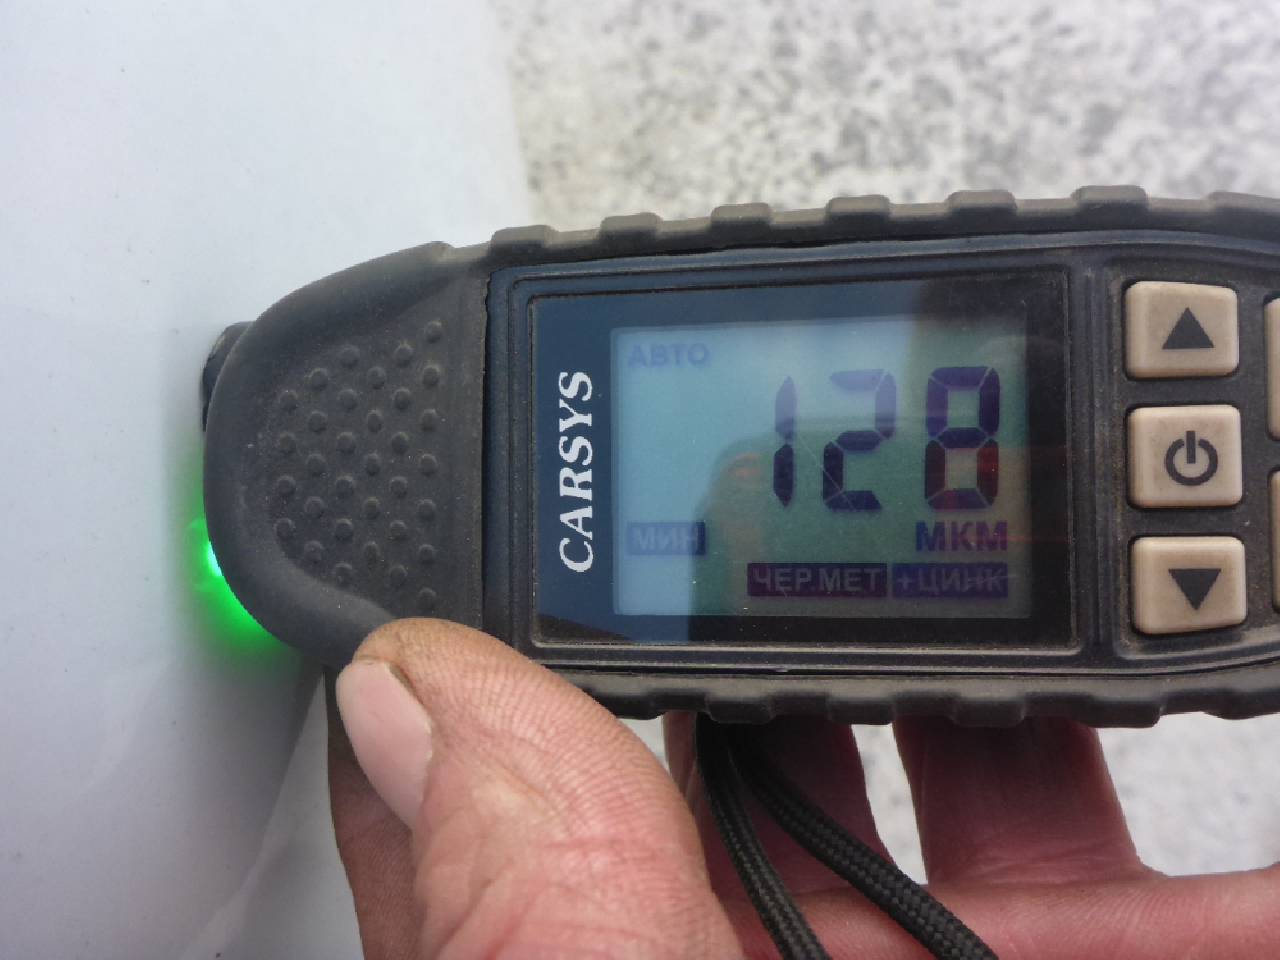 CARSYS
АВТО
128
МИН
МКМ
ЧЕР.МЕТ +ЦИНК